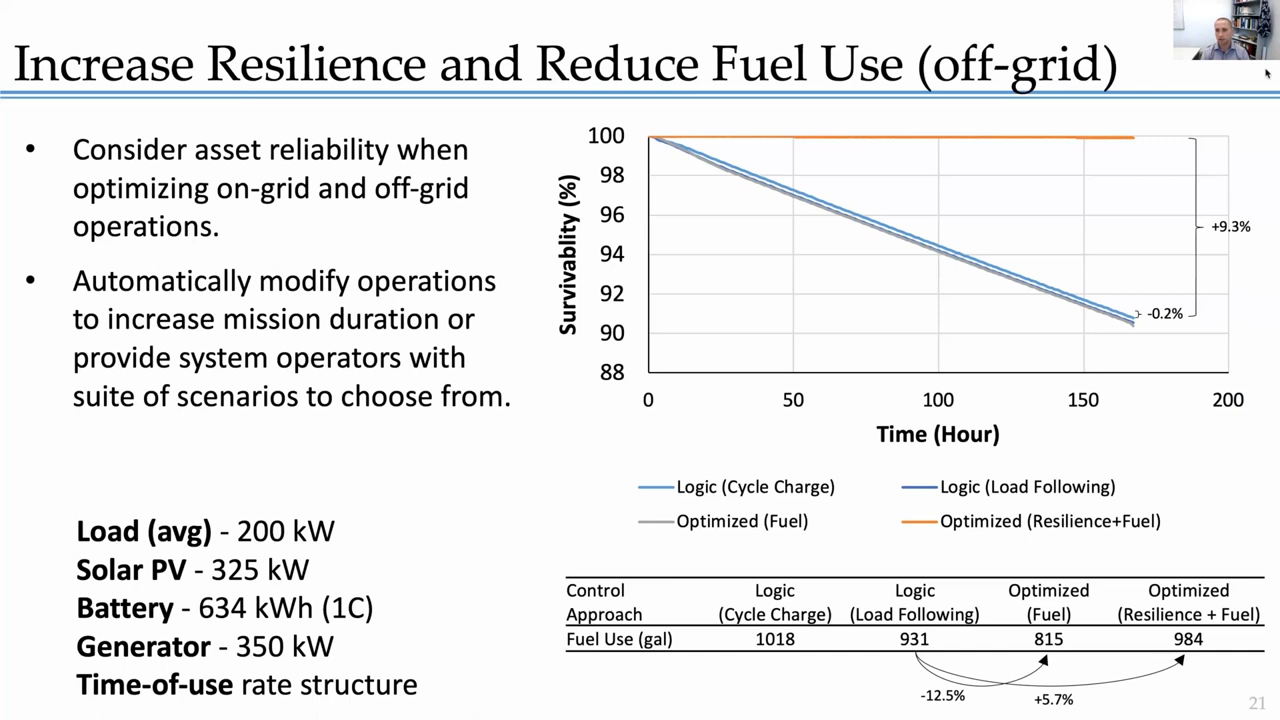 Increase Resilience and Reduce Fuel Use (off-grid)
• Consider asset reliability when
optimizing on-grid and off-grid
operations.
• Automatically modify operations
to increase mission duration or
provide system operators with
suite of scenarios to choose from.
Load (avg) - 200 kW
Solar PV - 325 kW
Battery - 634 kWh (1C)
Generator - 350 kW
Time-of-use rate structure
Survivablity (%)
100
98
96
94
92
90
88
0 50 100 150 200
Time (Hour)
+9.3%
-0.2%
Logic (Cycle Charge) Logic (Load Following)
Optimized (Fuel) Optimized (Resilience+Fuel)
Control Logic Logic Optimized Optimized
Approach (Cycle Charge) (Load Following) (Fuel) (Resilience + Fuel)
Fuel Use (gal) 1018 931 815 984
-12.5% +5.7%
21